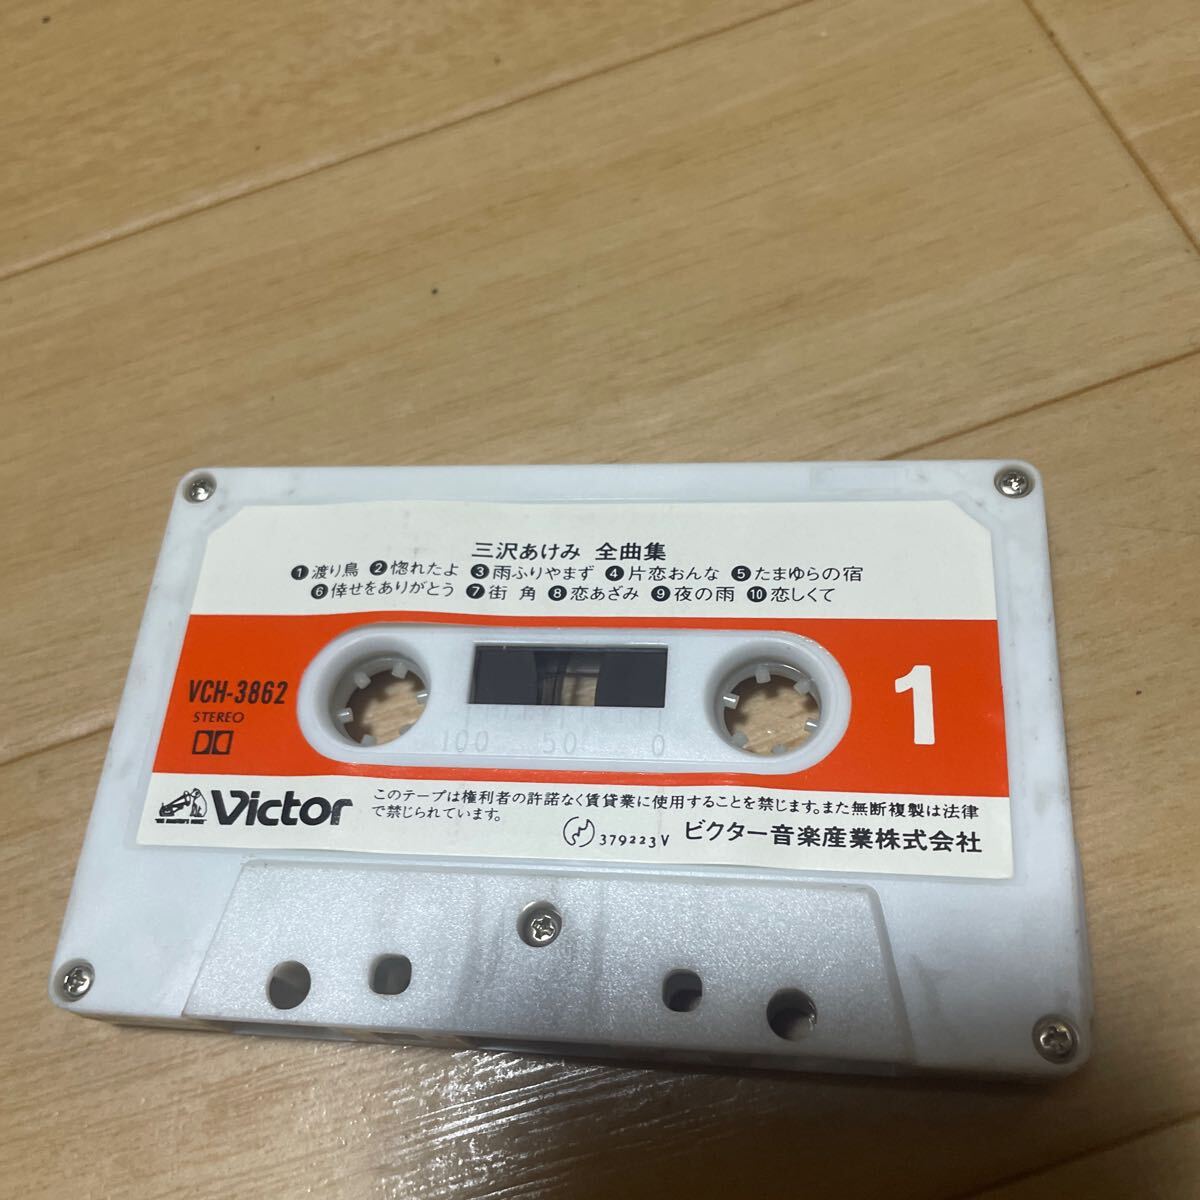 三沢あけみ 全曲集
❶渡り鳥 ❷惚れたよ ❸雨ふりやまず ❹片恋おんな ❺たまゆらの宿
❻倖せをありがとう ❼街 角 ❽恋あざみ ❾夜の雨 ❿恋しくて
VCH-3862
STEREO
1
100 50 0
Victor
このテープは権利者の許諾なく賃貸業に使用することを禁じます。また無断複製は法律
で禁じられています。
379223V ビクター音楽産業株式会社